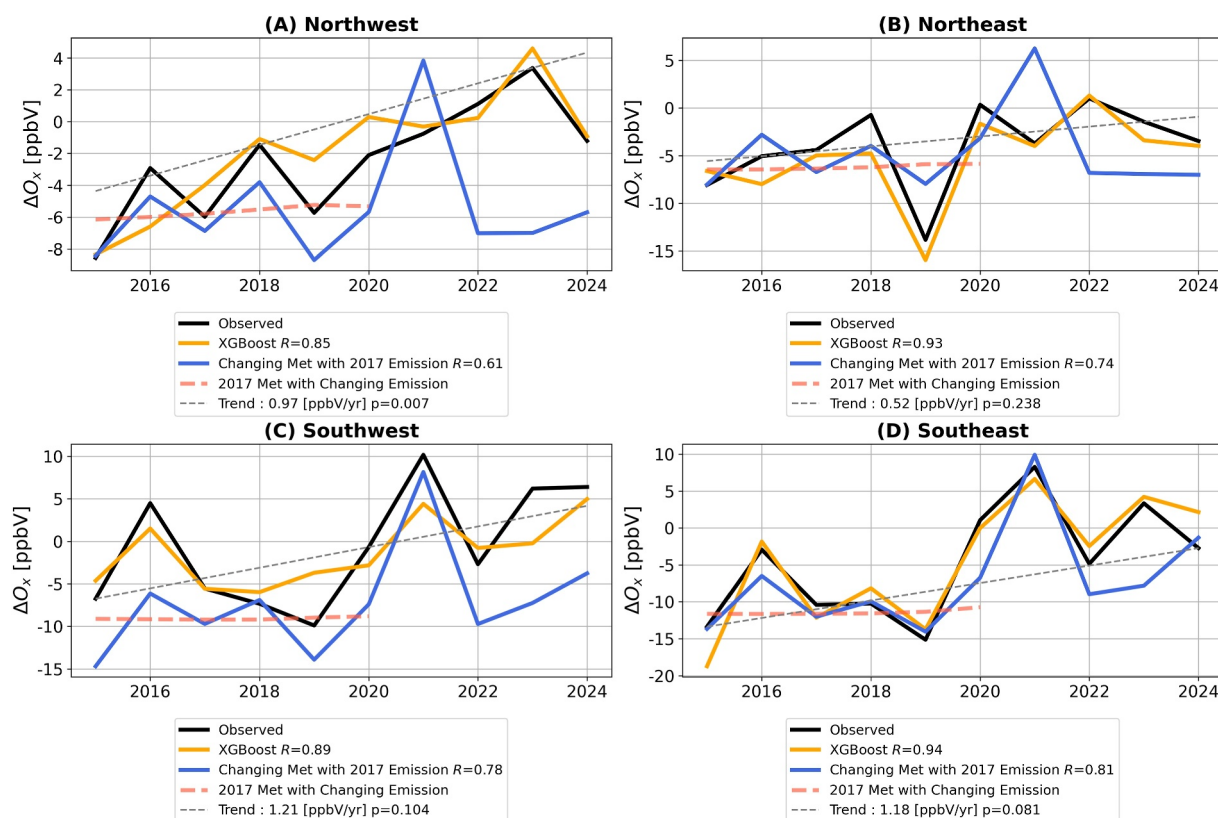 (A) Northwest
(B) Northeast
ΔOx [ppbV]
4
2
0
-2
-4
-6
-8
2016 2018 2020 2022 2024
ΔOx [ppbV]
5
0
-5
-10
-15
2016 2018 2020 2022 2024
Observed
XGBoost R=0.85
Changing Met with 2017 Emission R=0.61
2017 Met with Changing Emission
Trend : 0.97 [ppbV/yr] p=0.007
Observed
XGBoost R=0.93
Changing Met with 2017 Emission R=0.74
2017 Met with Changing Emission
Trend : 0.52 [ppbV/yr] p=0.238
(C) Southwest
(D) Southeast
ΔOx [ppbV]
10
5
0
-5
-10
-15
2016 2018 2020 2022 2024
ΔOx [ppbV]
10
5
0
-5
-10
-15
-20
2016 2018 2020 2022 2024
Observed
XGBoost R=0.89
Changing Met with 2017 Emission R=0.78
2017 Met with Changing Emission
Trend : 1.21 [ppbV/yr] p=0.104
Observed
XGBoost R=0.94
Changing Met with 2017 Emission R=0.81
2017 Met with Changing Emission
Trend : 1.18 [ppbV/yr] p=0.081